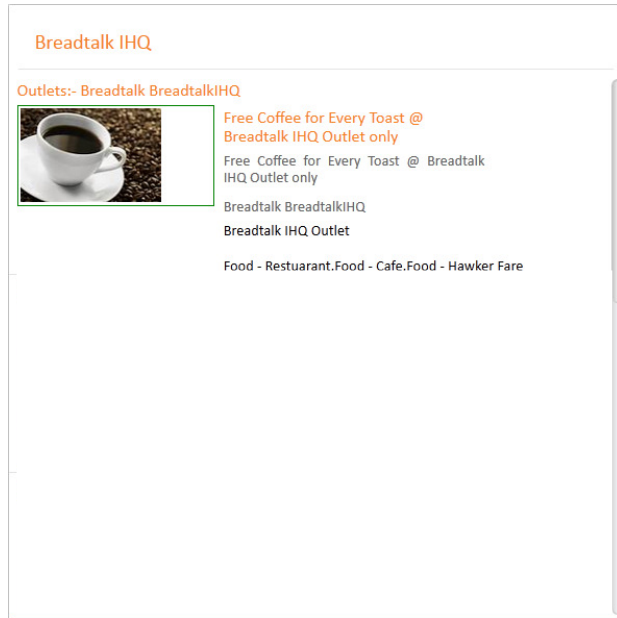 Breadtalk IHQ
Outlets:- Breadtalk BreadtalkIHQ
Free Coffee for Every Toast @
Breadtalk IHQ Outlet only
Free Coffee for Every Toast @ Breadtalk
IHQ Outlet only
Breadtalk BreadtalkIHQ
Breadtalk IHQ Outlet
Food - Restuarant.Food - Cafe.Food - Hawker Fare